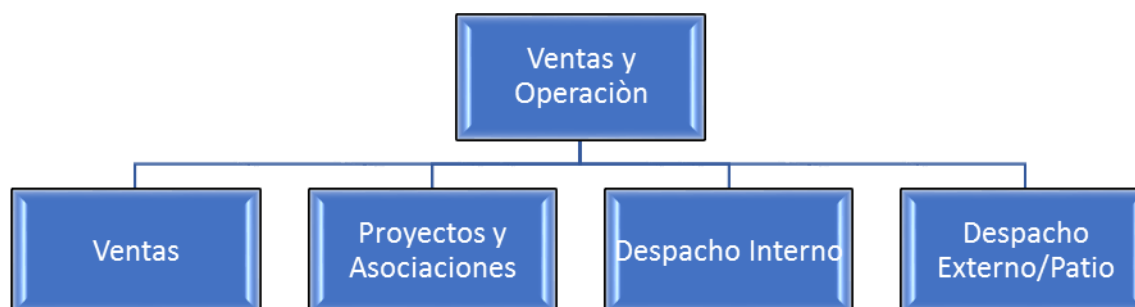 Ventas y
Operaciòn
Ventas
Proyectos y
Asociaciones
Despacho Interno
Despacho
Externo/Patio